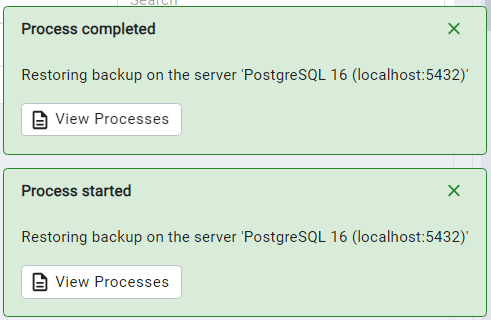 Search
Process completed
Restoring backup on the server 'PostgreSQL 16 (localhost:5432)'
View Processes
Process started
Restoring backup on the server 'PostgreSQL 16 (localhost:5432)'
View Processes